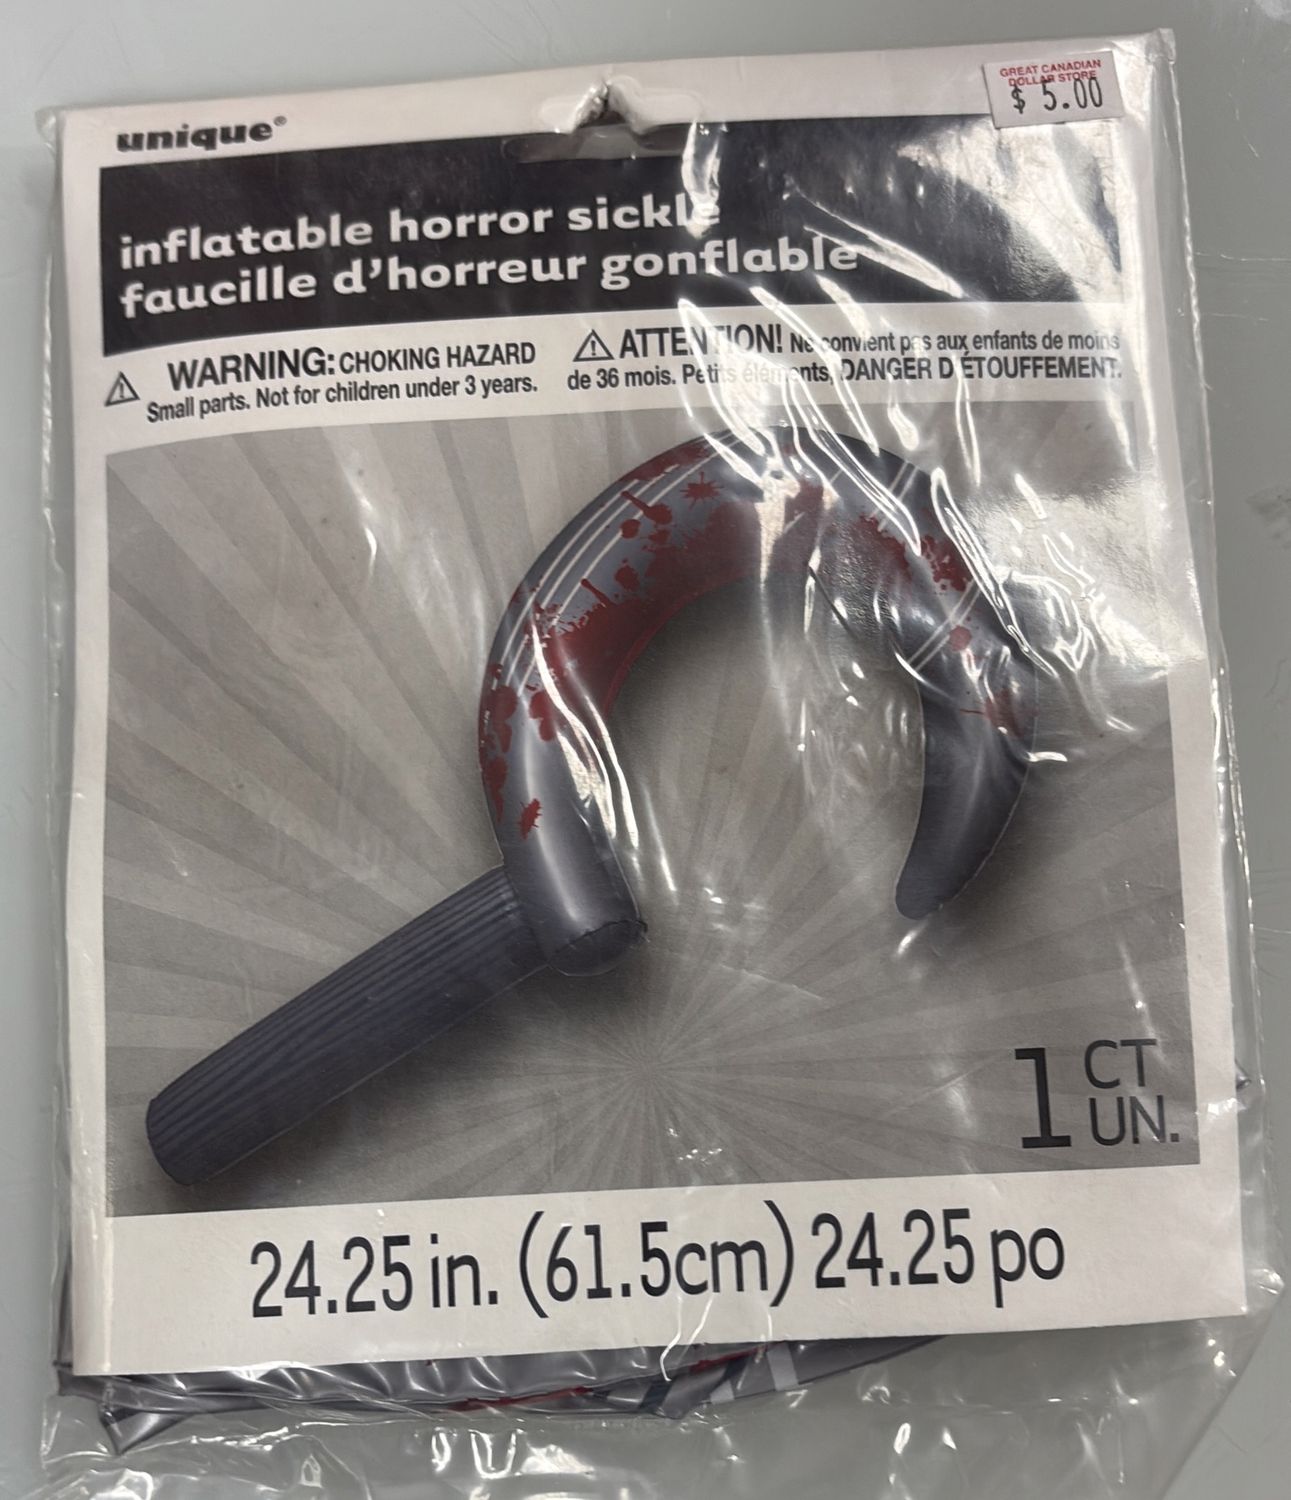 GREAT CANADIAN
DOLLAR STORE
$ 5.00
unique®
inflatable horror sickle
faucille d'horreur gonflable
WARNING: CHOKING HAZARD
Small parts. Not for children under 3 years.
ATTENTION! Ne convient pas aux enfants de moins
de 36 mois. Petits éléments, DANGER D'ÉTOUFFEMENT.
1 CT
UN.
24.25 in. (61.5cm) 24.25 po